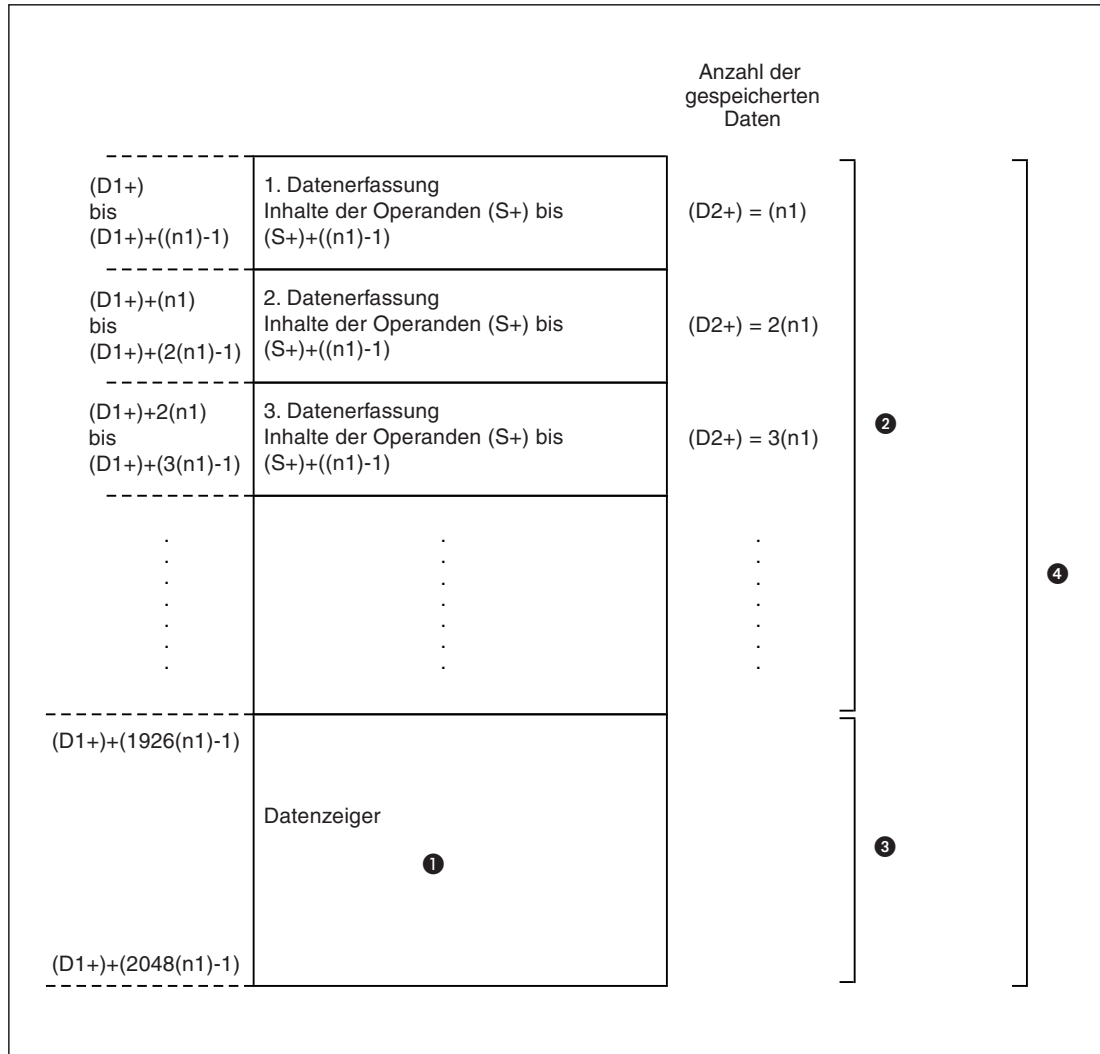 Anzahl der
gespeicherten
Daten
(D1+)
bis
(D1+)+((n1)-1)
1. Datenerfassung
Inhalte der Operanden (S+) bis
(S+)+((n1)-1)
(D2+) = (n1)
(D1+)+(n1)
bis
(D1+)+(2(n1)-1)
2. Datenerfassung
Inhalte der Operanden (S+) bis
(S+)+((n1)-1)
(D2+) = 2(n1)
(D1+)+2(n1)
bis
(D1+)+(3(n1)-1)
3. Datenerfassung
Inhalte der Operanden (S+) bis
(S+)+((n1)-1)
(D2+) = 3(n1)
❷
❹
(D1+)+(1926(n1)-1)
Datenzeiger
❶
❸
(D1+)+(2048(n1)-1)